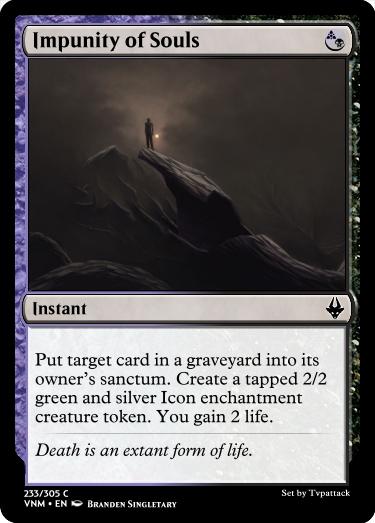 Impunity of Souls
Instant
Put target card in a graveyard into its
owner's sanctum. Create a tapped 2/2
green and silver Icon enchantment
creature token. You gain 2 life.
Death is an extant form of life.
233/305 C
VNM • EN Branden Singletary
Set by Tvpattack